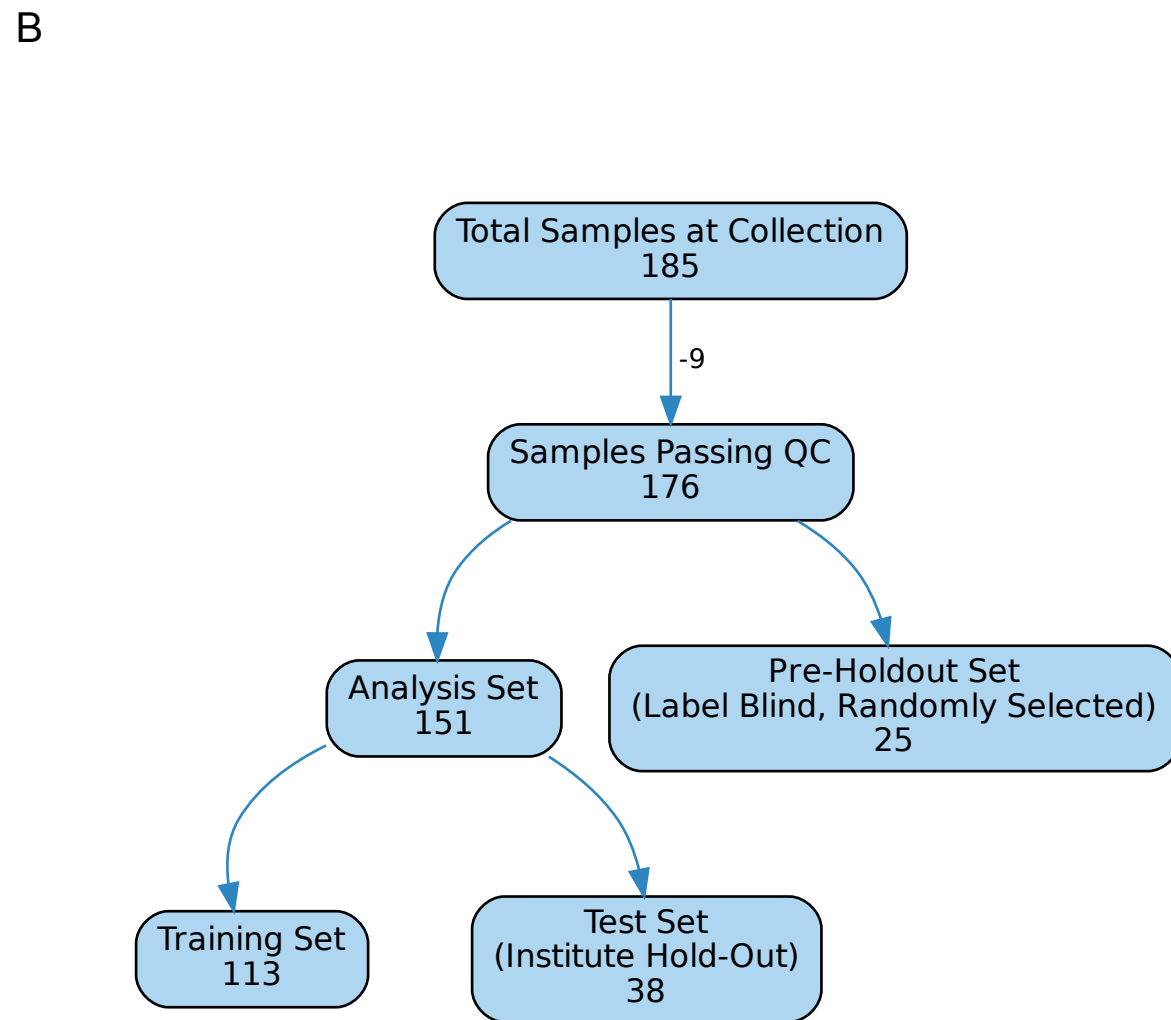 B
Total Samples at Collection
185
-9
Samples Passing QC
176
Analysis Set
151
Pre-Holdout Set
(Label Blind, Randomly Selected)
25
Training Set
113
Test Set
(Institute Hold-Out)
38